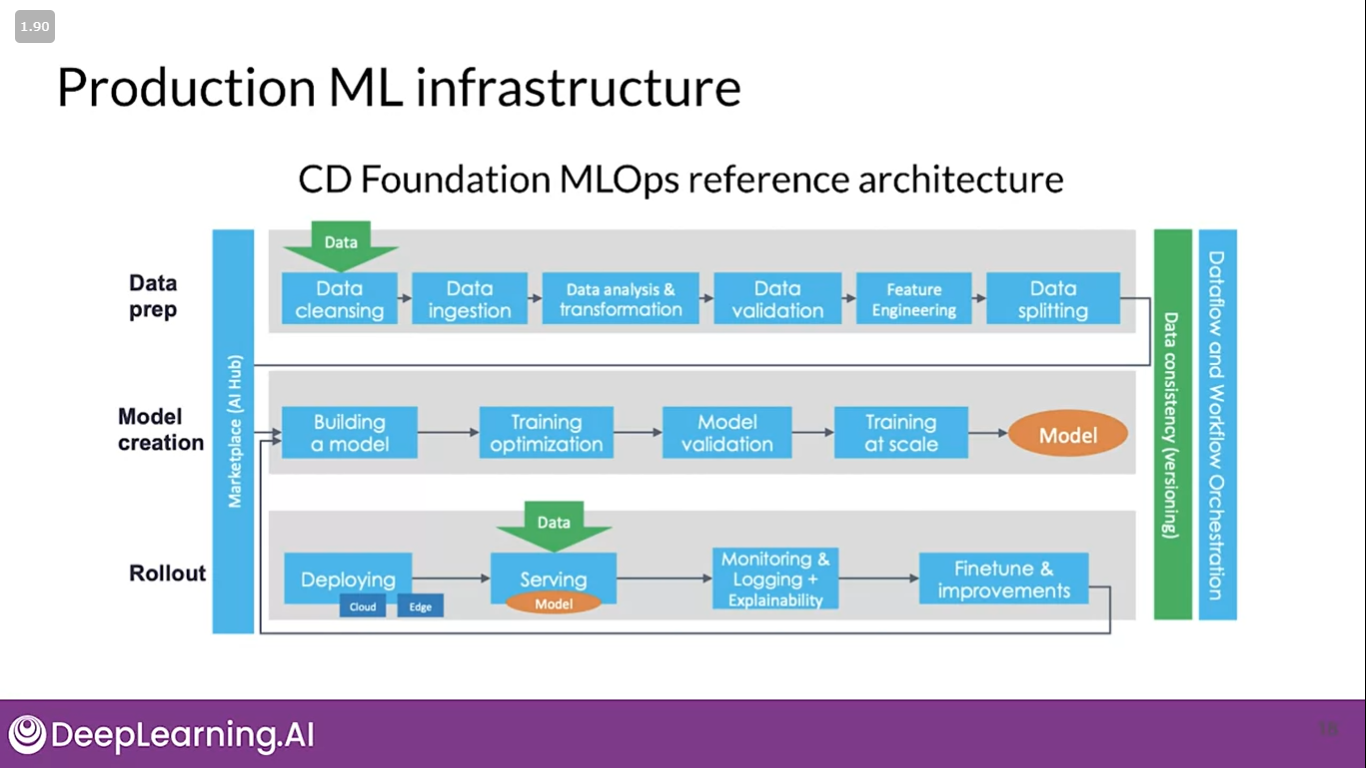 1.90
Production ML infrastructure
CD Foundation MLOps reference architecture
Data
prep
Marketplace (AI Hub)
Data
Data
cleansing
Data
ingestion
Data analysis &
transformation
Data
validation
Feature
Engineering
Data
splitting
Model
creation
Building
a model
Training
optimization
Model
validation
Training
at scale
Model
Rollout
Deploying
Cloud
Edge
Data
Serving
Model
Monitoring &
Logging +
Explainability
Finetune &
improvements
Data consistency (versioning)
Dataflow and Workflow Orchestration
DeepLearning.AI